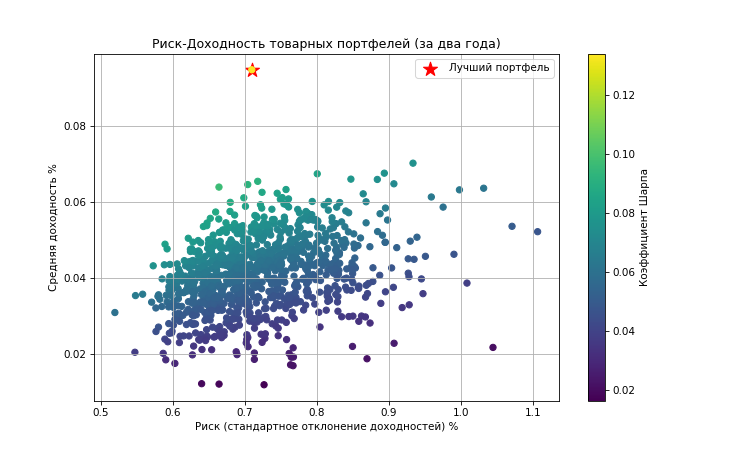 Риск-Доходность товарных портфелей (за два года)
Лучший портфель
Средняя доходность %
0.08
0.06
0.04
0.02
0.5 0.6 0.7 0.8 0.9 1.0 1.1
Риск (стандартное отклонение доходностей) %
0.12
0.10
0.08
0.06
0.04
0.02
Коэффициент Шарпа